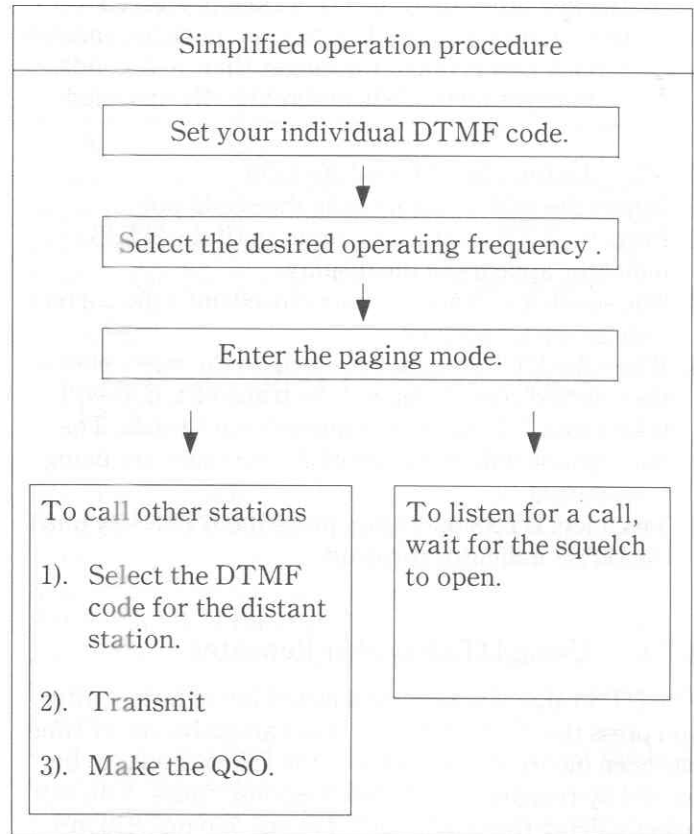 Simplified operation procedure
Set your individual DTMF code.
Select the desired operating frequency .
Enter the paging mode.
To call other stations
1). Select the DTMF
code for the distant
station.
2). Transmit
3). Make the QSO.
To listen for a call,
wait for the squelch
to open.